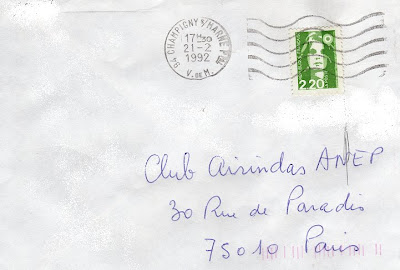 94 CHAMPIGNY S/MARNE P.PAL
17H30
21-2
1992
V. DE M.
2,20
Club Airindas ANEP
30 Rue de Paradis
75010 Paris